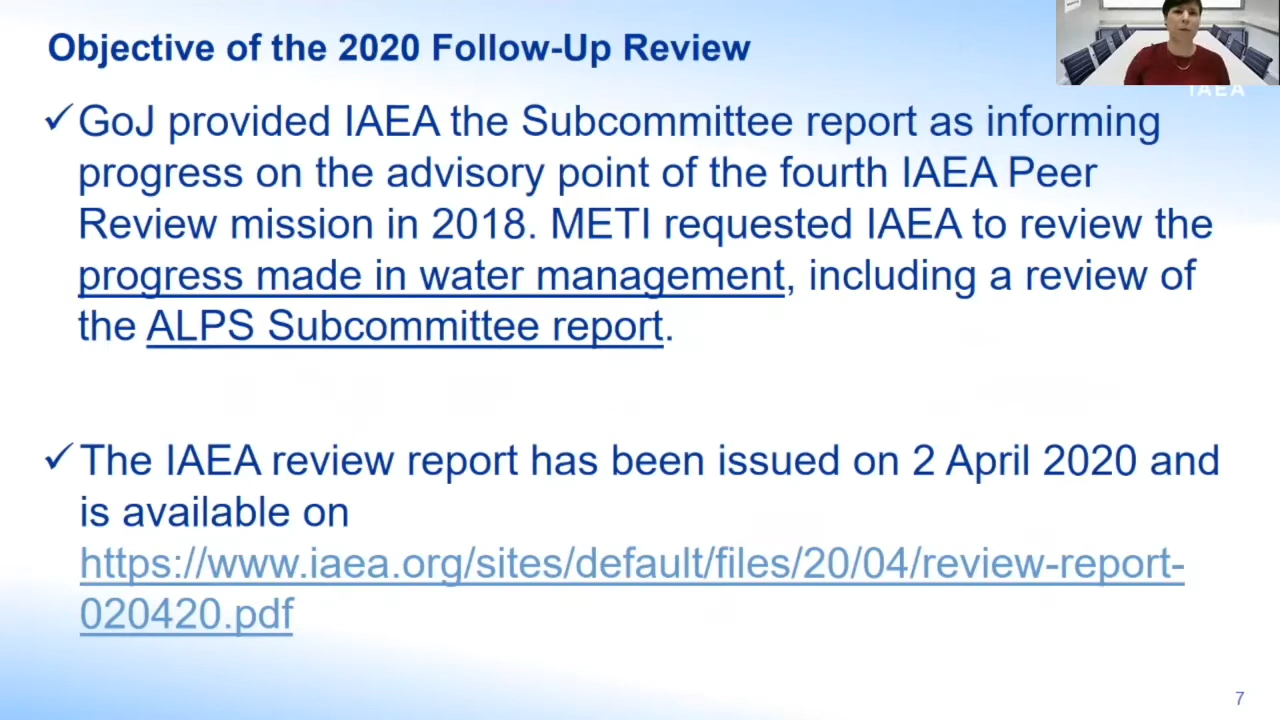 Objective of the 2020 Follow-Up Review
IAEA
✓GoJ provided IAEA the Subcommittee report as informing
progress on the advisory point of the fourth IAEA Peer
Review mission in 2018. METI requested IAEA to review the
progress made in water management, including a review of
the ALPS Subcommittee report.
✓The IAEA review report has been issued on 2 April 2020 and
is available on
https://www.iaea.org/sites/default/files/20/04/review-report-
020420.pdf
7